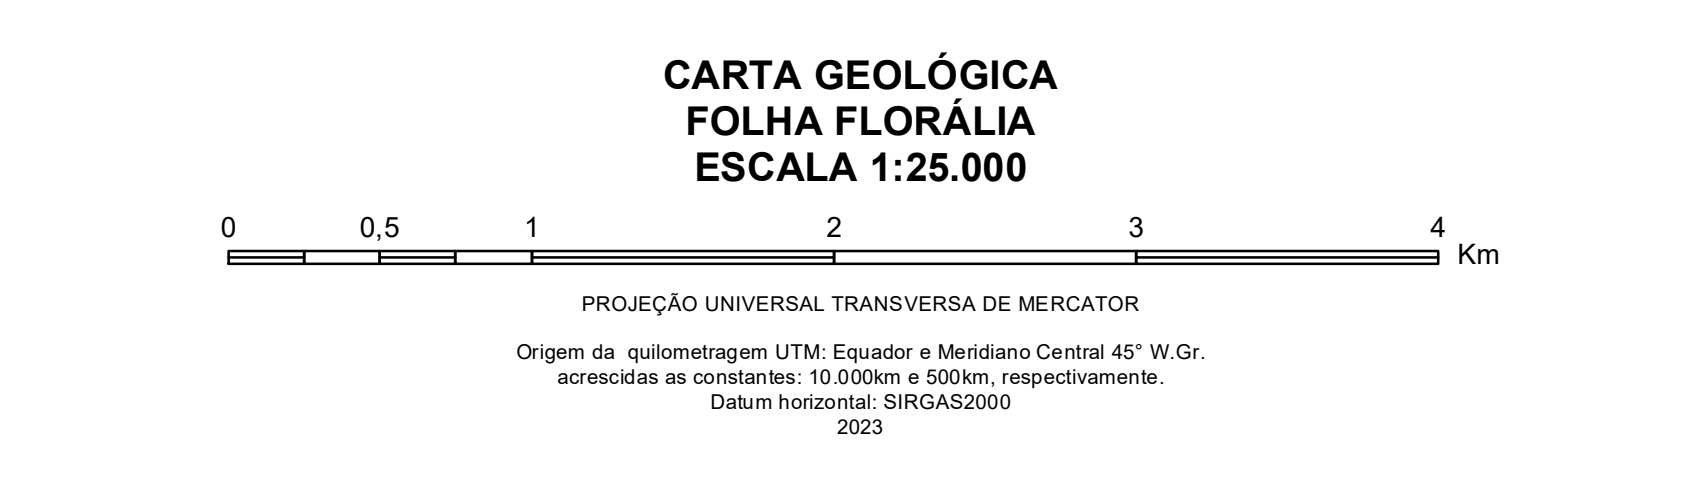 CARTA GEOLÓGICA
FOLHA FLORÁLIA
ESCALA 1:25.000
0 0,5 1 2 3 4
Km
PROJEÇÃO UNIVERSAL TRANSVERSA DE MERCATOR
Origem da quilometragem UTM: Equador e Meridiano Central 45° W.Gr.
acrescidas as constantes: 10.000km e 500km, respectivamente.
Datum horizontal: SIRGAS2000
2023